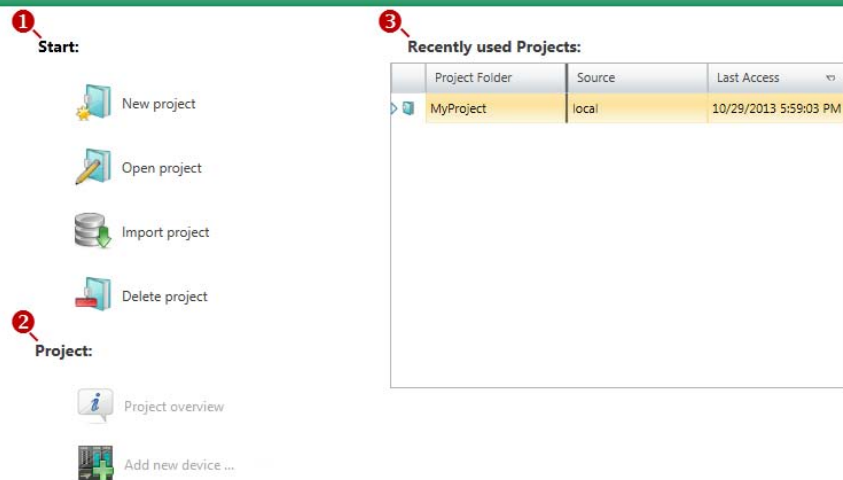 1
Start:
New project
Open project
Import project
Delete project
2
Project:
Project overview
Add new device ...
3
Recently used Projects:
Project Folder Source Last Access
MyProject local 10/29/2013 5:59:03 PM